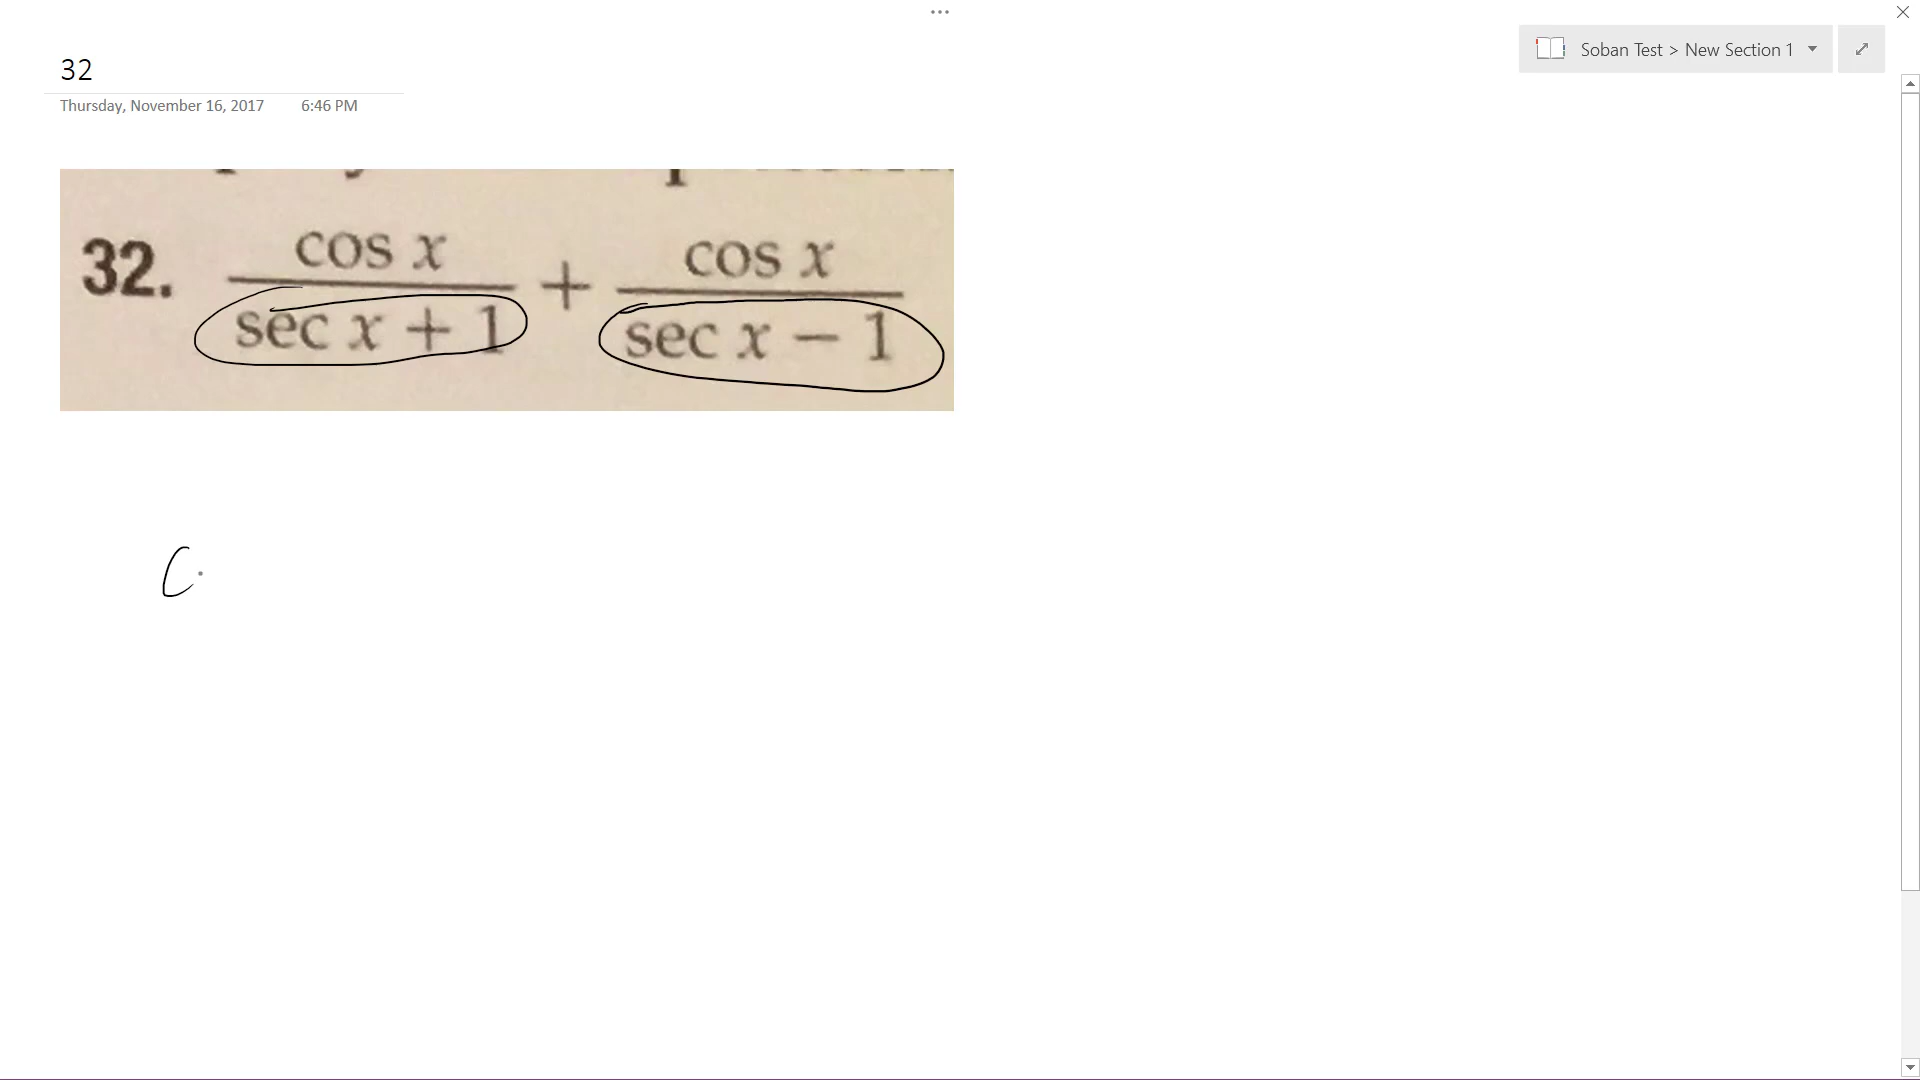 Soban Test > New Section 1
32
Thursday, November 16, 2017 6:46 PM
32. cos x / sec x + 1 + cos x / sec x − 1
C